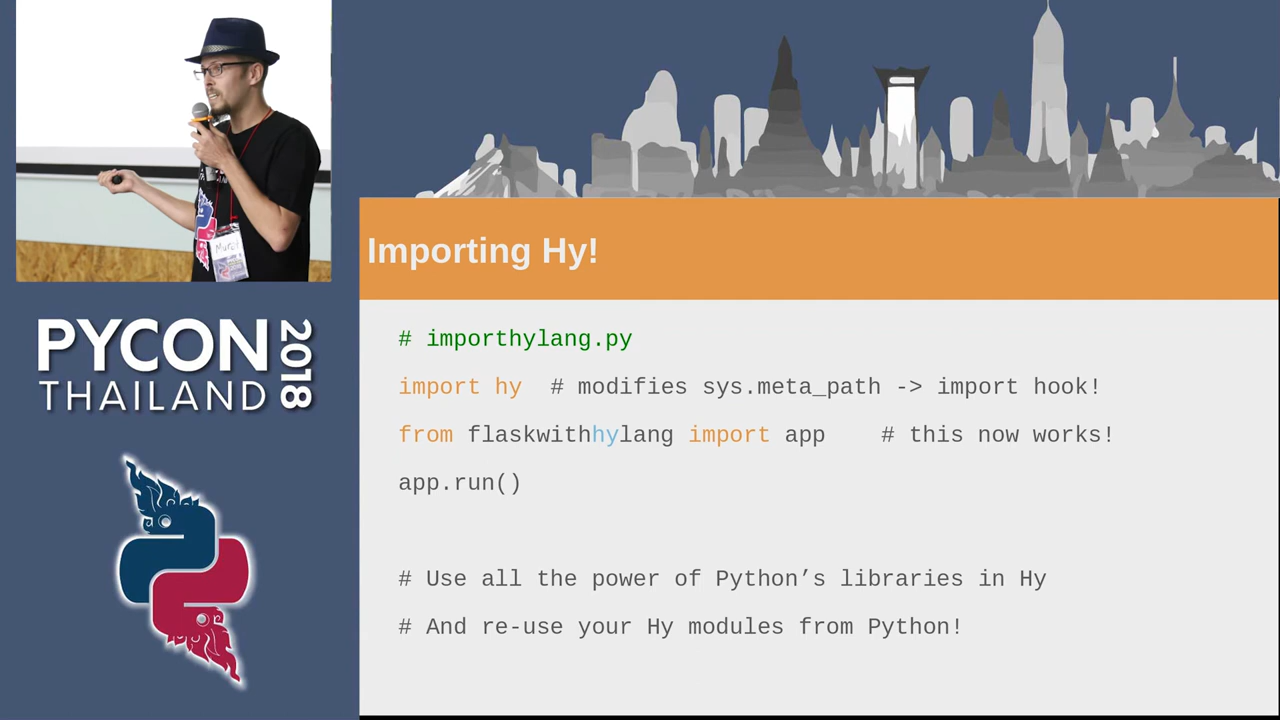 PYCON
THAILAND
2018
Importing Hy!
# importhylang.py
import hy  # modifies sys.meta_path -> import hook!
from flaskwithhylang import app    # this now works!
app.run()
# Use all the power of Python’s libraries in Hy
# And re-use your Hy modules from Python!